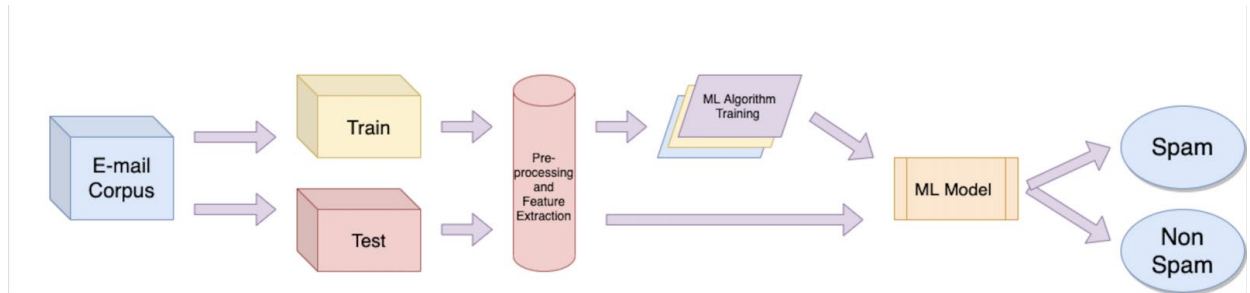 E-mail
Corpus
Train
Test
Pre-
processing
and
Feature
Extraction
ML Algorithm
Training
ML Model
Spam
Non
Spam